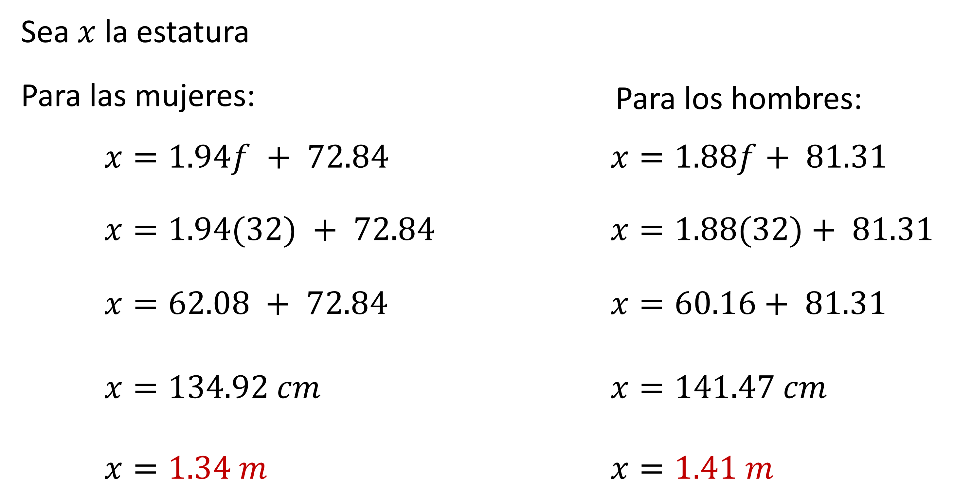 Sea x la estatura
Para las mujeres:
x = 1.94f + 72.84
x = 1.94(32) + 72.84
x = 62.08 + 72.84
x = 134.92 cm
x = 1.34 m
Para los hombres:
x = 1.88f + 81.31
x = 1.88(32) + 81.31
x = 60.16 + 81.31
x = 141.47 cm
x = 1.41 m